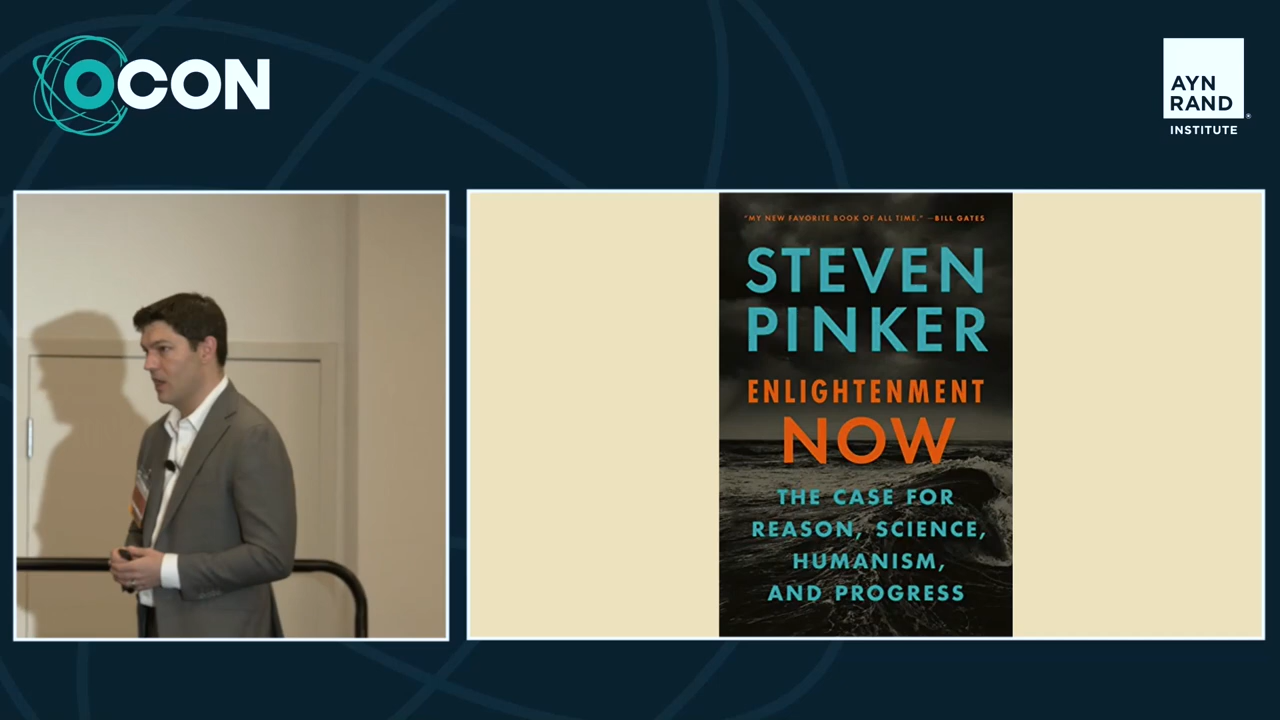 OCON
AYN
RAND
INSTITUTE
"MY NEW FAVORITE BOOK OF ALL TIME." —BILL GATES
STEVEN
PINKER
ENLIGHTENMENT
NOW
THE CASE FOR
REASON, SCIENCE,
HUMANISM,
AND PROGRESS